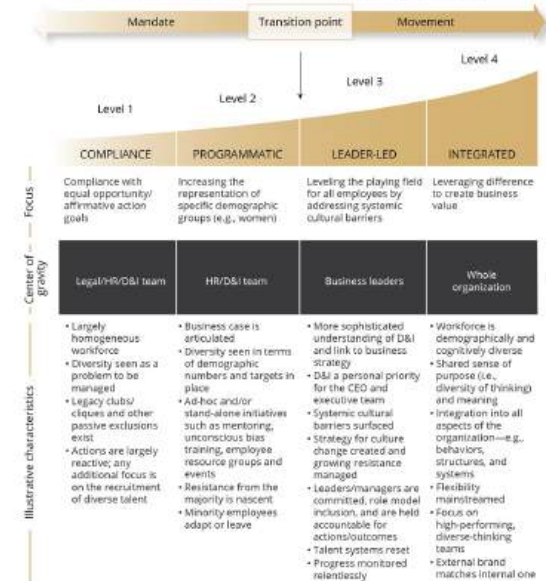 Mandate
Transition point
Movement
Level 1
Level 2
Level 3
Level 4
COMPLIANCE
PROGRAMMATIC
LEADER-LED
INTEGRATED
Focus
Compliance with
equal opportunity/
affirmative action
goals
Increasing the
representation of
specific demographic
groups (e.g., women)
Leveling the playing field
for all employees by
addressing systemic
cultural barriers
Leveraging difference
to create business
value
Center of
gravity
Legal/HR/D&I team
HR/D&I team
Business leaders
Whole
organization
Illustrative characteristics
• Largely
homogeneous
workforce
• Diversity seen as a
problem to be
managed
• Legacy clubs/
cliques and other
passive exclusions
exist
• Actions are largely
reactive; any
additional focus is
on the recruitment
of diverse talent
• Business case is
articulated
• Diversity seen in terms
of demographic
numbers and targets in
place
• Ad-hoc and/or
stand-alone initiatives
such as mentoring,
unconscious bias
training, employee
resource groups and
events
• Resistance from the
majority is nascent
• Minority employees
adapt or leave
• More sophisticated
understanding of D&I
and link to business
strategy
• D&I a personal priority
for the CEO and
executive team
• Systemic cultural
barriers surfaced
• Strategy for culture
change created and
growing resistance
managed
• Leaders/managers are
committed, role model
inclusion, and are held
accountable for
actions/outcomes
• Talent systems reset
• Progress monitored
relentlessly
• Workforce is
demographically and
cognitively diverse
• Shared sense of
purpose (i.e.,
diversity of thinking)
and meaning
• Integration into all
aspects of the
organization—e.g.,
behaviors,
structures, and
systems
• Flexibility
mainstreamed
• Focus on
high-performing,
diverse-thinking
teams
• External brand
matches internal one